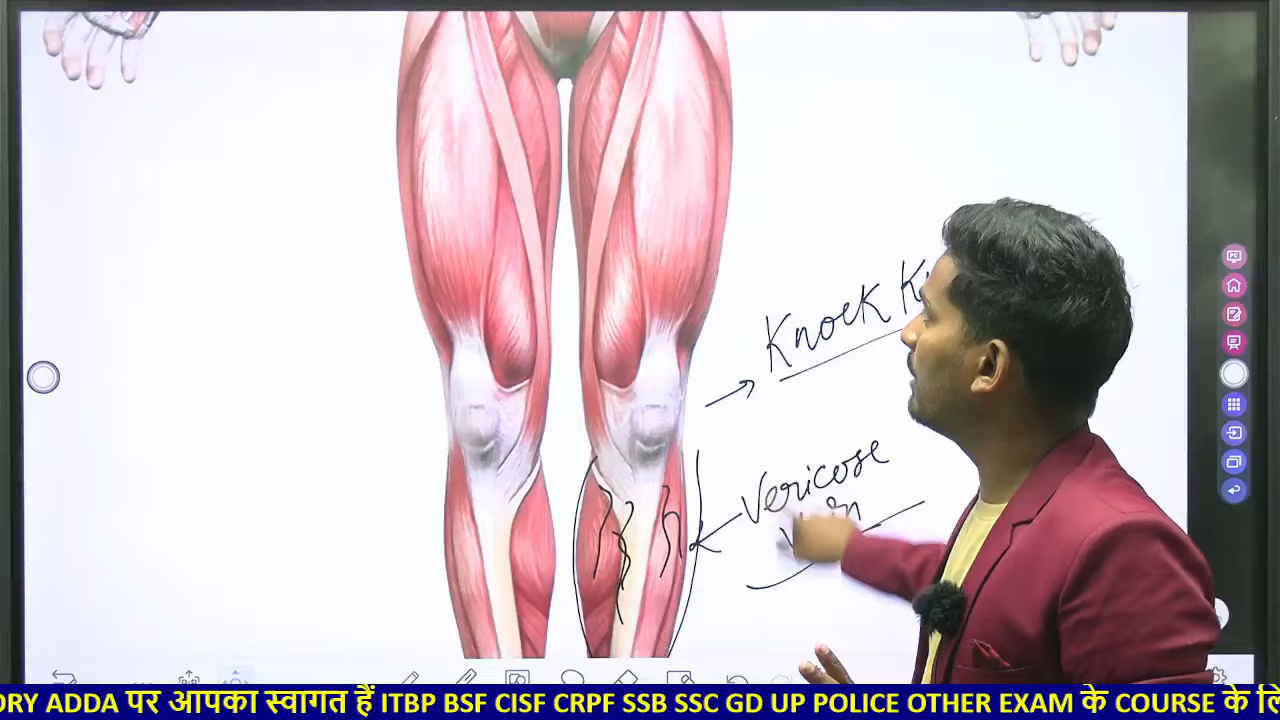 Knock K
Vericose
ORY ADDA पर आपका स्वागत हैं ITBP BSF CISF CRPF SSB SSC GD UP POLICE OTHER EXAM के COURSE के लि